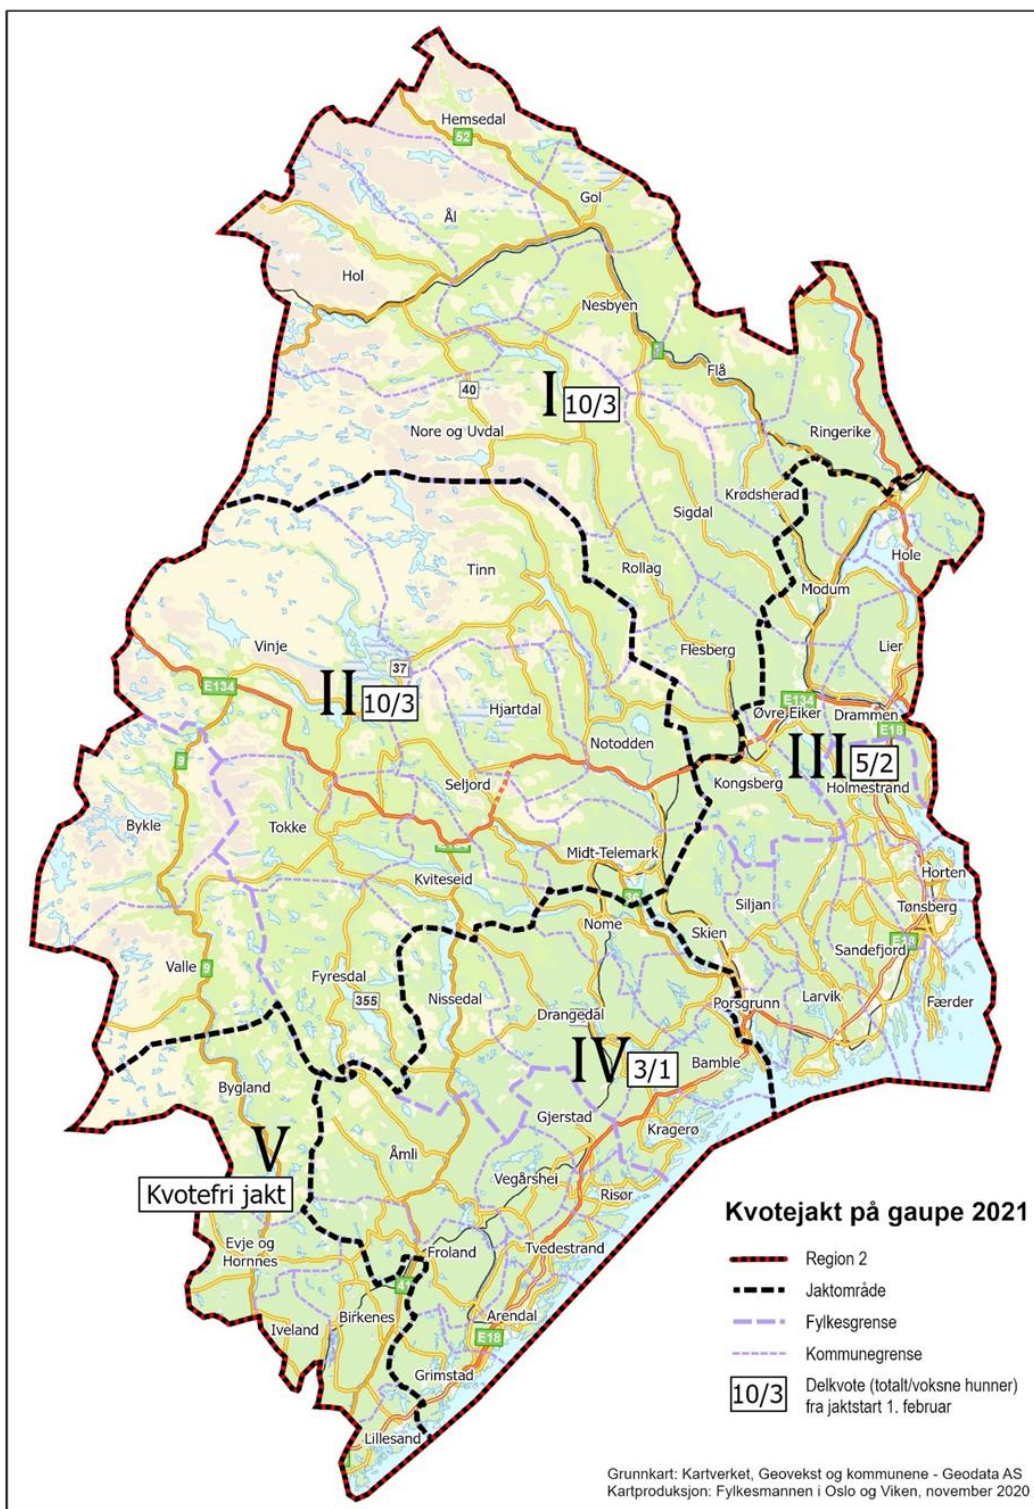 Hemsedal
52
Gol
Ål
Hol
Nesbyen
Flå
40
I 10/3
Nore og Uvdal
Ringerike
Krødsherad
Sigdal
Hole
Tinn
Rollag
Modum
Vinje
Flesberg
Lier
37
E134
II 10/3
E134
Øvre Eiker
Drammen
Hjartdal
E18
9
Notodden
III 5/2
Seljord
Kongsberg
Holmestrand
Bykle
Tokke
Midt-Telemark
Kviteseid
Horten
Siljan
Tønsberg
Nome
Skien
Sandefjord
Valle
9
Fyresdal
355
Nissedal
Porsgrunn
Larvik
Færder
Drangedal
IV 3/1
Bamble
Bygland
Gjerstad
Kragerø
V
Åmli
Kvotefri jakt
Vegårshei
Risør
Evje og
Hornnes
Froland
Tvedestrand
41
Birkenes
Arendal
Iveland
E18
Grimstad
Lillesand
Kvotejakt på gaupe 2021
Region 2
Jaktområde
Fylkesgrense
Kommunegrense
10/3
Delkvote (totalt/voksne hunner)
fra jaktstart 1. februar
Grunnkart: Kartverket, Geovekst og kommunene - Geodata AS
Kartproduksjon: Fylkesmannen i Oslo og Viken, november 2020